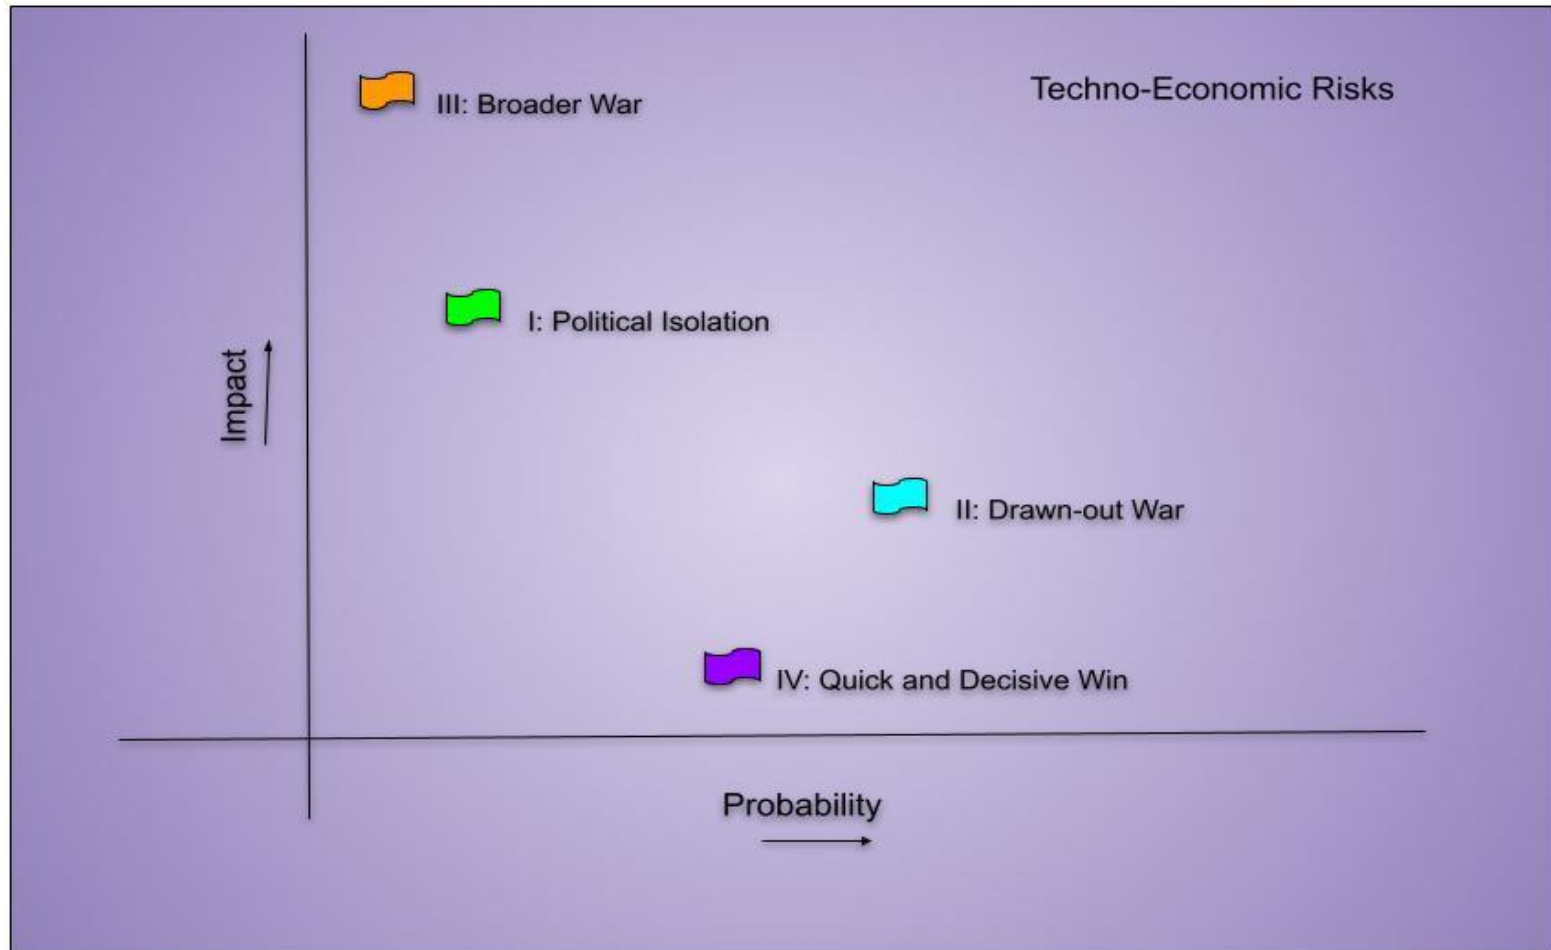 Techno-Economic Risks
III: Broader War
I: Political Isolation
Impact
II: Drawn-out War
IV: Quick and Decisive Win
Probability